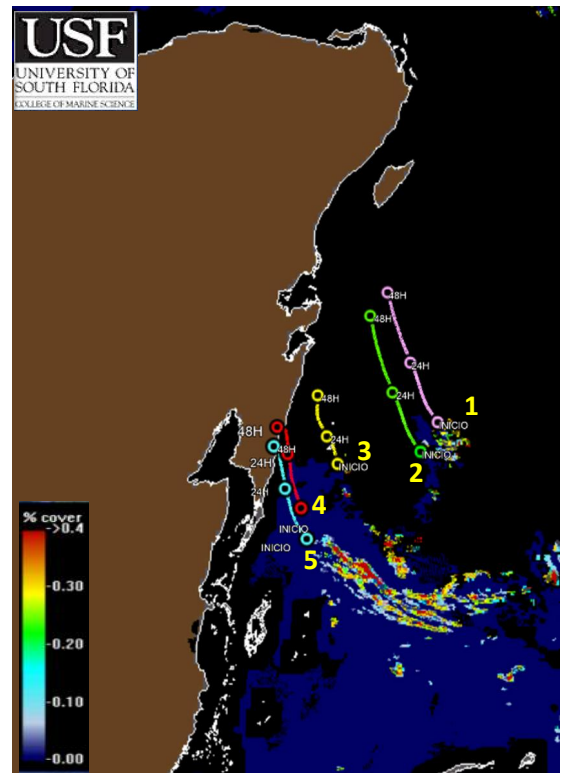 USF
UNIVERSITY OF
SOUTH FLORIDA
COLLEGE OF MARINE SCIENCE
48H
48H
24H
24H
48H
1
INICIO
INICIO
2
24H
3
INICIO
48H
48H
24H
24H
4
INICIO
INICIO
5
% cover
->0.4
-0.30
-0.20
-0.10
-0.00